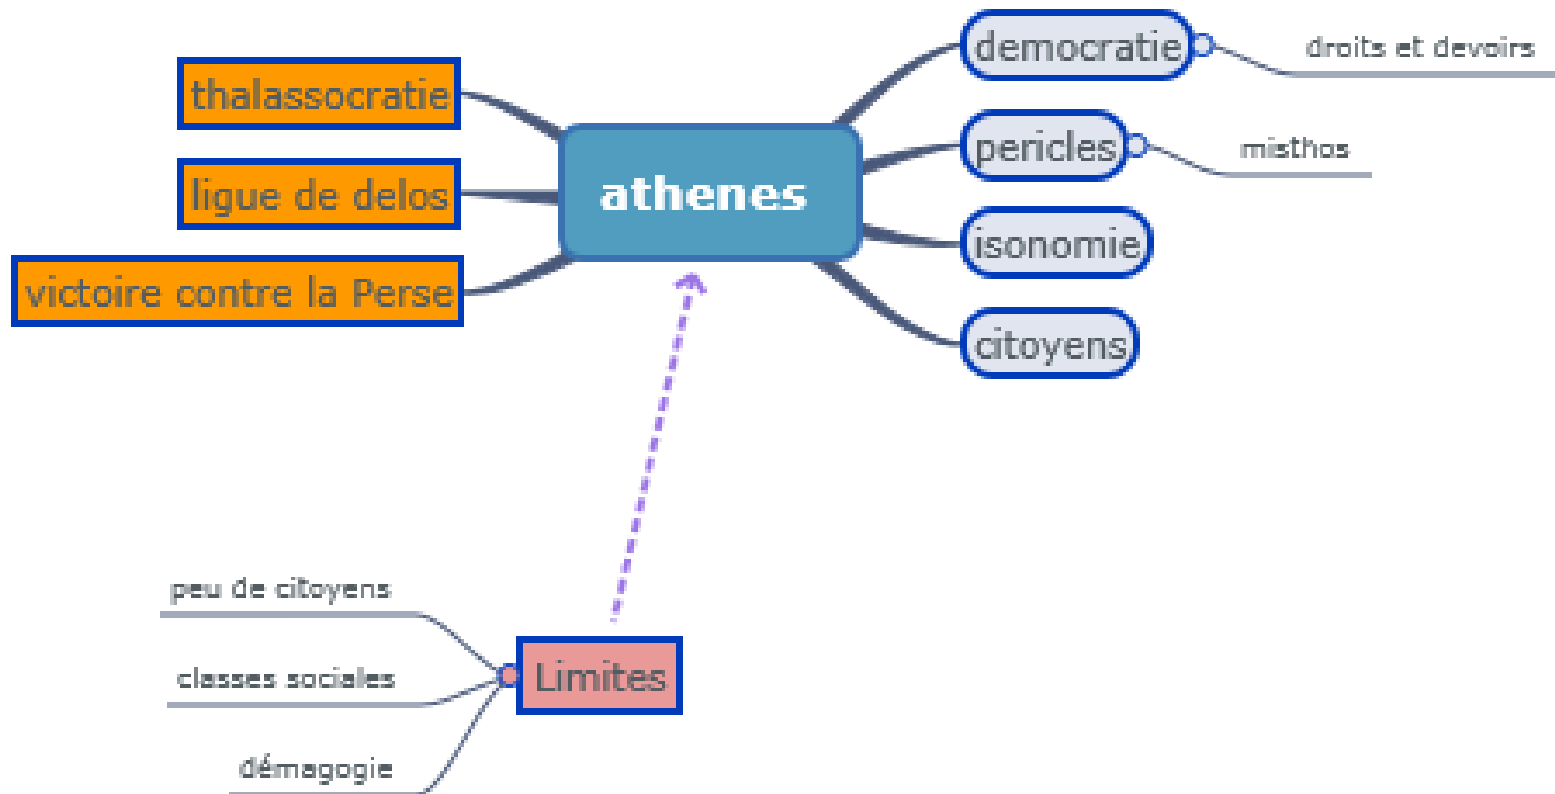 thalassocratie
ligue de delos
victoire contre la Perse
athenes
democratie
droits et devoirs
pericles
misthos
isonomie
citoyens
peu de citoyens
classes sociales
démagogie
Limites